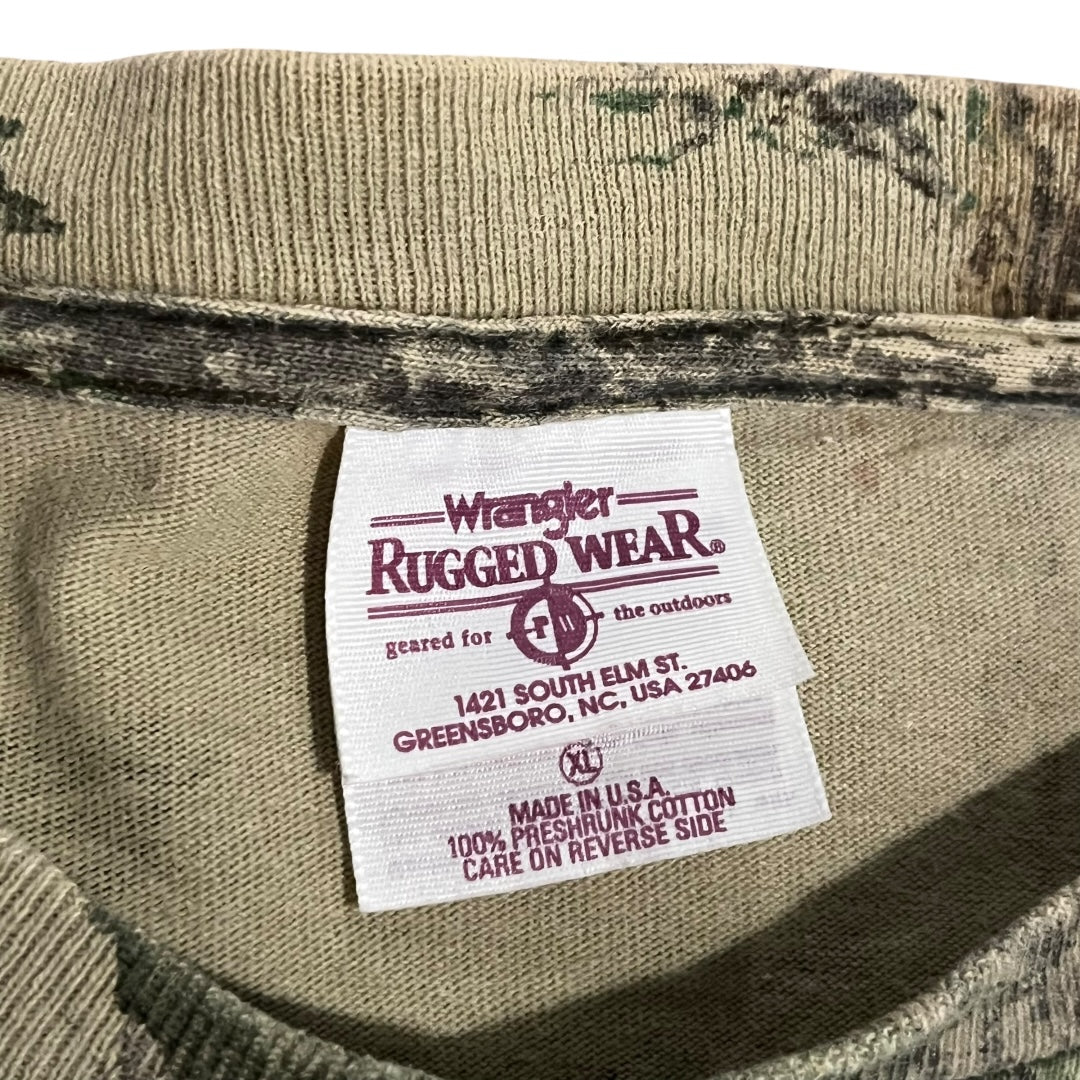 Wrangler
RUGGED WEAR®
geared for rw the outdoors
1421 SOUTH ELM ST.
GREENSBORO, NC, USA 27406
XL
MADE IN U.S.A.
100% PRESHRUNK COTTON
CARE ON REVERSE SIDE